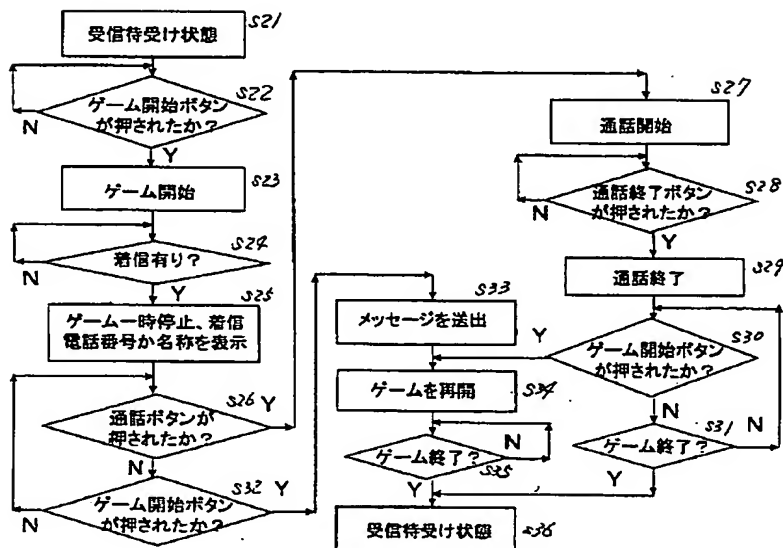 受信待受け状態
S21
ゲーム開始ボタン
が押されたか?
S22
N
Y
ゲーム開始
S23
着信有り?
S24
N
Y
S25
ゲーム一時停止、着信
電話番号か名称を表示
通話ボタンが
押されたか?
S26
Y
N
ゲーム開始ボタン
が押されたか?
S32
Y
N
S27
通話開始
通話終了ボタン
が押されたか?
S28
N
Y
S29
通話終了
ゲーム開始ボタン
が押されたか?
S30
Y
N
ゲーム終了?
S31
N
Y
S33
メッセージを送出
ゲームを再開
S34
ゲーム終了?
S35
N
Y
受信待受け状態
S36